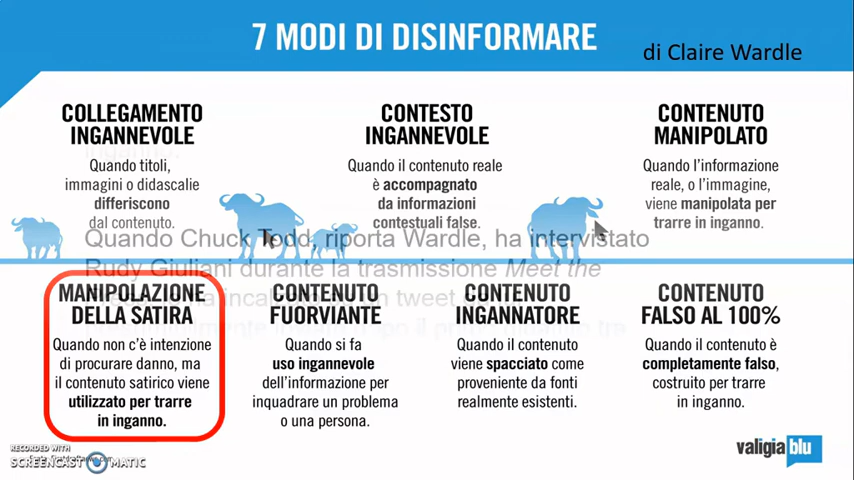 7 MODI DI DISINFORMARE
di Claire Wardle
COLLEGAMENTO
INGANNEVOLE
Quando titoli,
immagini o didascalie
differiscono
dal contenuto.
CONTESTO
INGANNEVOLE
Quando il contenuto reale
è accompagnato
da informazioni
contestuali false.
CONTENUTO
MANIPOLATO
Quando l'informazione
reale, o l'immagine,
viene manipolata per
trarre in inganno.
Quando Chuck Todd, riporta Wardle, ha intervistato
Rudy Giuliani durante la trasmissione Meet the
un tweet
MANIPOLAZIONE
DELLA SATIRA
Quando non c'è intenzione
di procurare danno, ma
il contenuto satirico viene
utilizzato per trarre
in inganno.
CONTENUTO
FUORVIANTE
Quando si fa
uso ingannevole
dell'informazione per
inquadrare un problema
o una persona.
CONTENUTO
INGANNATORE
Quando il contenuto
viene spacciato come
proveniente da fonti
realmente esistenti.
CONTENUTO
FALSO AL 100%
Quando il contenuto è
completamente falso,
costruito per trarre
in inganno.
RECORDED WITH
SCREENCAST MATIC
valigia blu